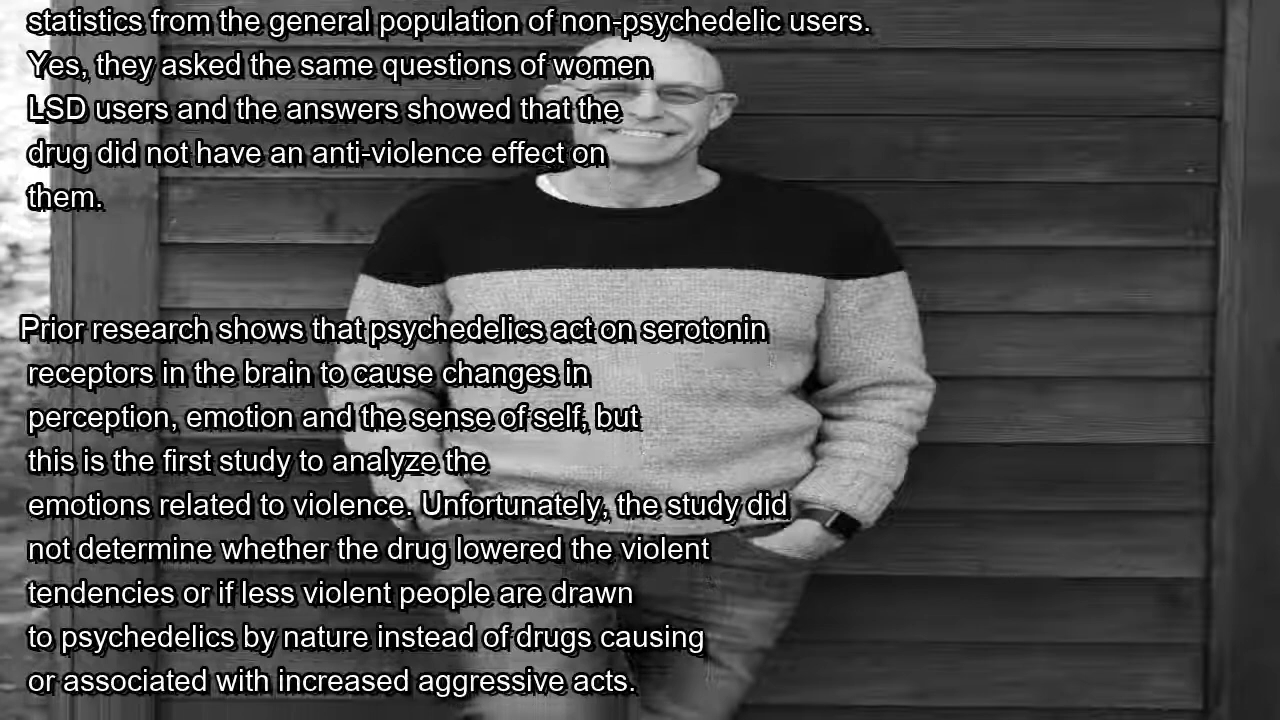 statistics from the general population of non-psychedelic users.
Yes, they asked the same questions of women
LSD users and the answers showed that the
drug did not have an anti-violence effect on
them.
Prior research shows that psychedelics act on serotonin
receptors in the brain to cause changes in
perception, emotion and the sense of self, but
this is the first study to analyze the
emotions related to violence. Unfortunately, the study did
not determine whether the drug lowered the violent
tendencies or if less violent people are drawn
to psychedelics by nature instead of drugs causing
or associated with increased aggressive acts.